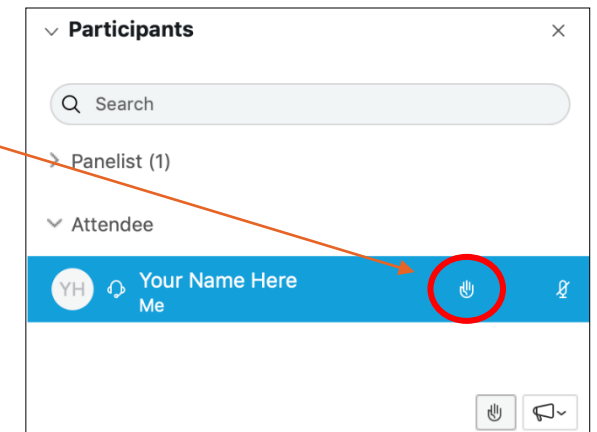 Participants
Search
Panelist (1)
Attendee
YH
Your Name Here
Me